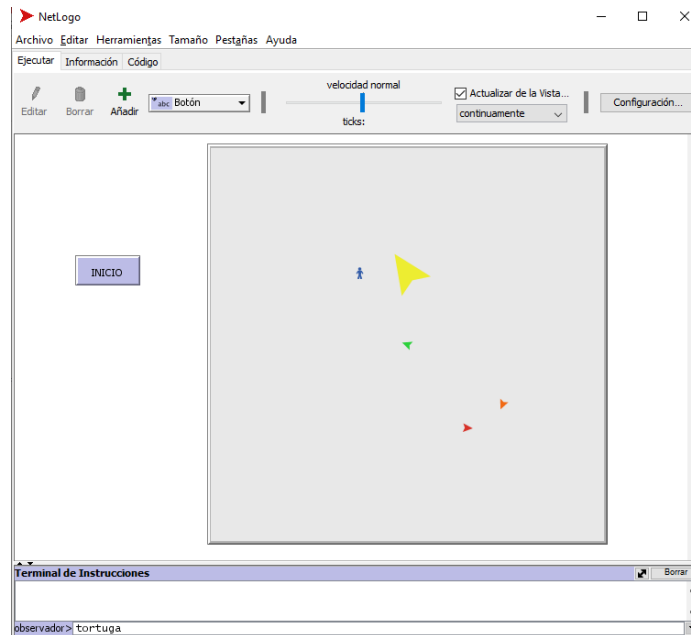 NetLogo
Archivo Editar Herramientas Tamaño Pestañas Ayuda
Ejecutar Información Código
Editar Borrar Añadir abc Botón velocidad normal ticks: Actualizar de la Vista... continuamente Configuración...
INICIO
Terminal de Instrucciones Borrar
observador> tortuga